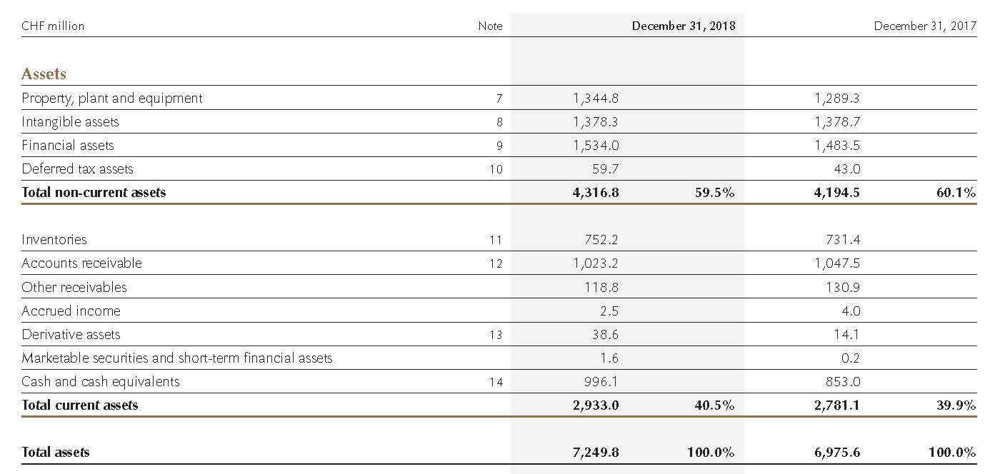 CHF million Note December 31, 2018 December 31, 2017
Assets
Property, plant and equipment 7 1,344.8 1,289.3
Intangible assets 8 1,378.3 1,378.7
Financial assets 9 1,534.0 1,483.5
Deferred tax assets 10 59.7 43.0
Total non-current assets 4,316.8 59.5% 4,194.5 60.1%
Inventories 11 752.2 731.4
Accounts receivable 12 1,023.2 1,047.5
Other receivables 118.8 130.9
Accrued income 2.5 4.0
Derivative assets 13 38.6 14.1
Marketable securities and short-term financial assets 1.6 0.2
Cash and cash equivalents 14 996.1 853.0
Total current assets 2,933.0 40.5% 2,781.1 39.9%
Total assets 7,249.8 100.0% 6,975.6 100.0%